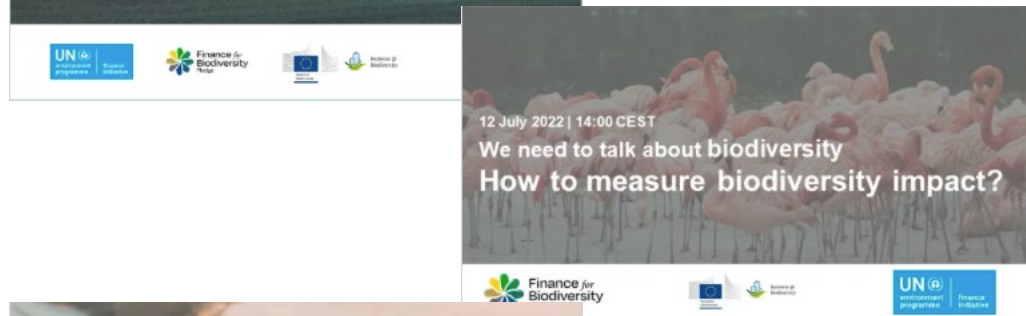 UN
environment programme
finance initiative
Finance for
Biodiversity
Pledge
Business @
Biodiversity
12 July 2022 | 14:00 CEST
We need to talk about biodiversity
How to measure biodiversity impact?
Finance for
Biodiversity
Business @
Biodiversity
UN
environment programme
finance initiative